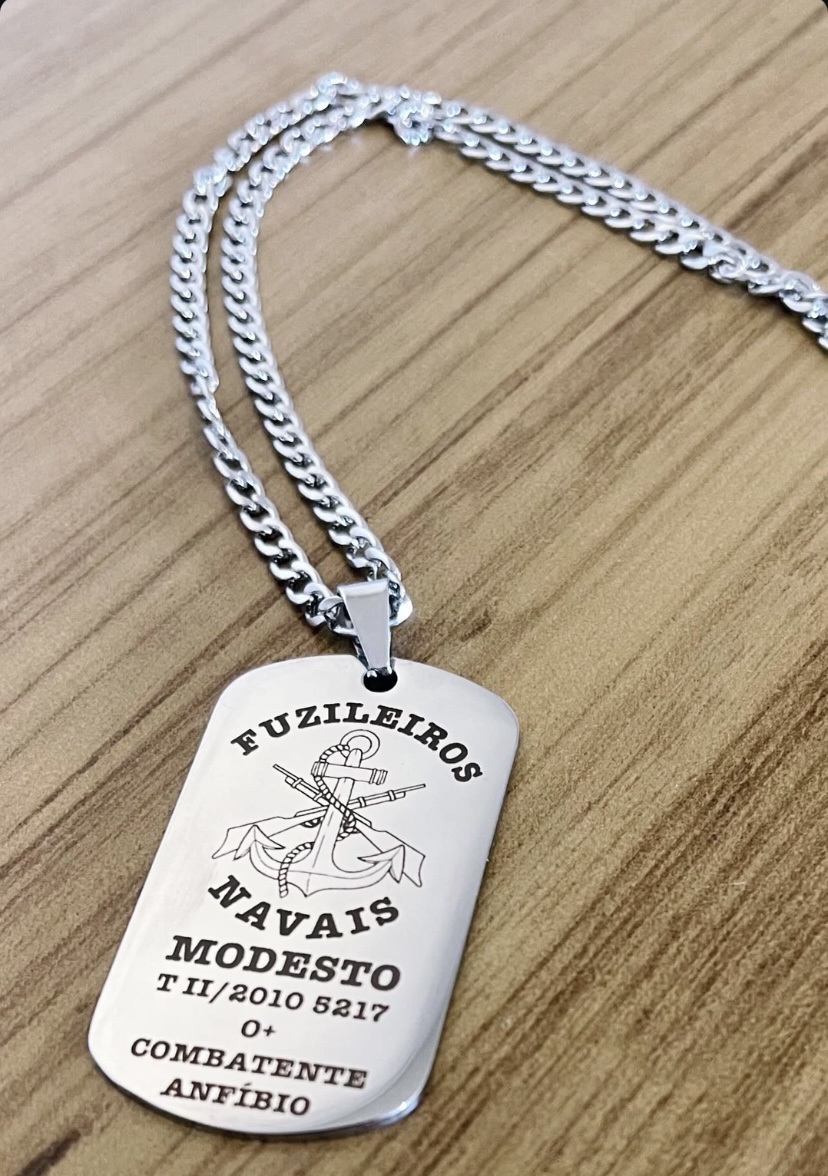 FUZILEIROS
NAVAIS
MODESTO
T II/2010 5217
O+
COMBATENTE
ANFÍBIO